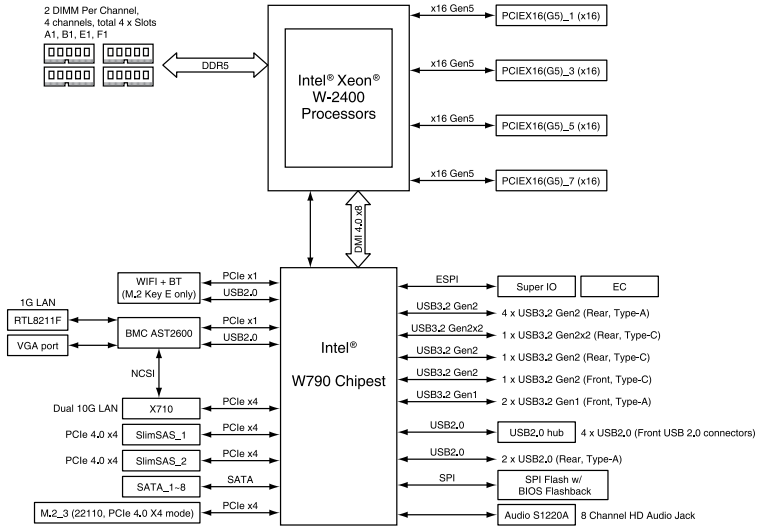 2 DIMM Per Channel,
4 channels, total 4 x Slots
A1, B1, E1, F1
DDR5
Intel® Xeon®
W-2400
Processors
x16 Gen5
PCIEX16(G5)_1 (x16)
x16 Gen5
PCIEX16(G5)_3 (x16)
x16 Gen5
PCIEX16(G5)_5 (x16)
x16 Gen5
PCIEX16(G5)_7 (x16)
DMI 4.0 x8
Intel®
W790 Chipest
WIFI + BT
(M.2 Key E only)
PCIe x1
USB2.0
1G LAN
RTL8211F
VGA port
BMC AST2600
PCIe x1
USB2.0
NCSI
Dual 10G LAN
X710
PCIe x4
PCIe 4.0 x4
SlimSAS_1
PCIe x4
PCIe 4.0 x4
SlimSAS_2
PCIe x4
SATA_1~8
SATA
M.2_3 (22110, PCIe 4.0 X4 mode)
PCIe x4
ESPI
Super IO
EC
USB3.2 Gen2
4 x USB3.2 Gen2 (Rear, Type-A)
USB3.2 Gen2x2
1 x USB3.2 Gen2x2 (Rear, Type-C)
USB3.2 Gen2
1 x USB3.2 Gen2 (Rear, Type-C)
USB3.2 Gen2
1 x USB3.2 Gen2 (Front, Type-C)
USB3.2 Gen1
2 x USB3.2 Gen1 (Front, Type-A)
USB2.0
USB2.0 hub
4 x USB2.0 (Front USB 2.0 connectors)
USB2.0
2 x USB2.0 (Rear, Type-A)
SPI
SPI Flash w/
BIOS Flashback
Audio S1220A
8 Channel HD Audio Jack